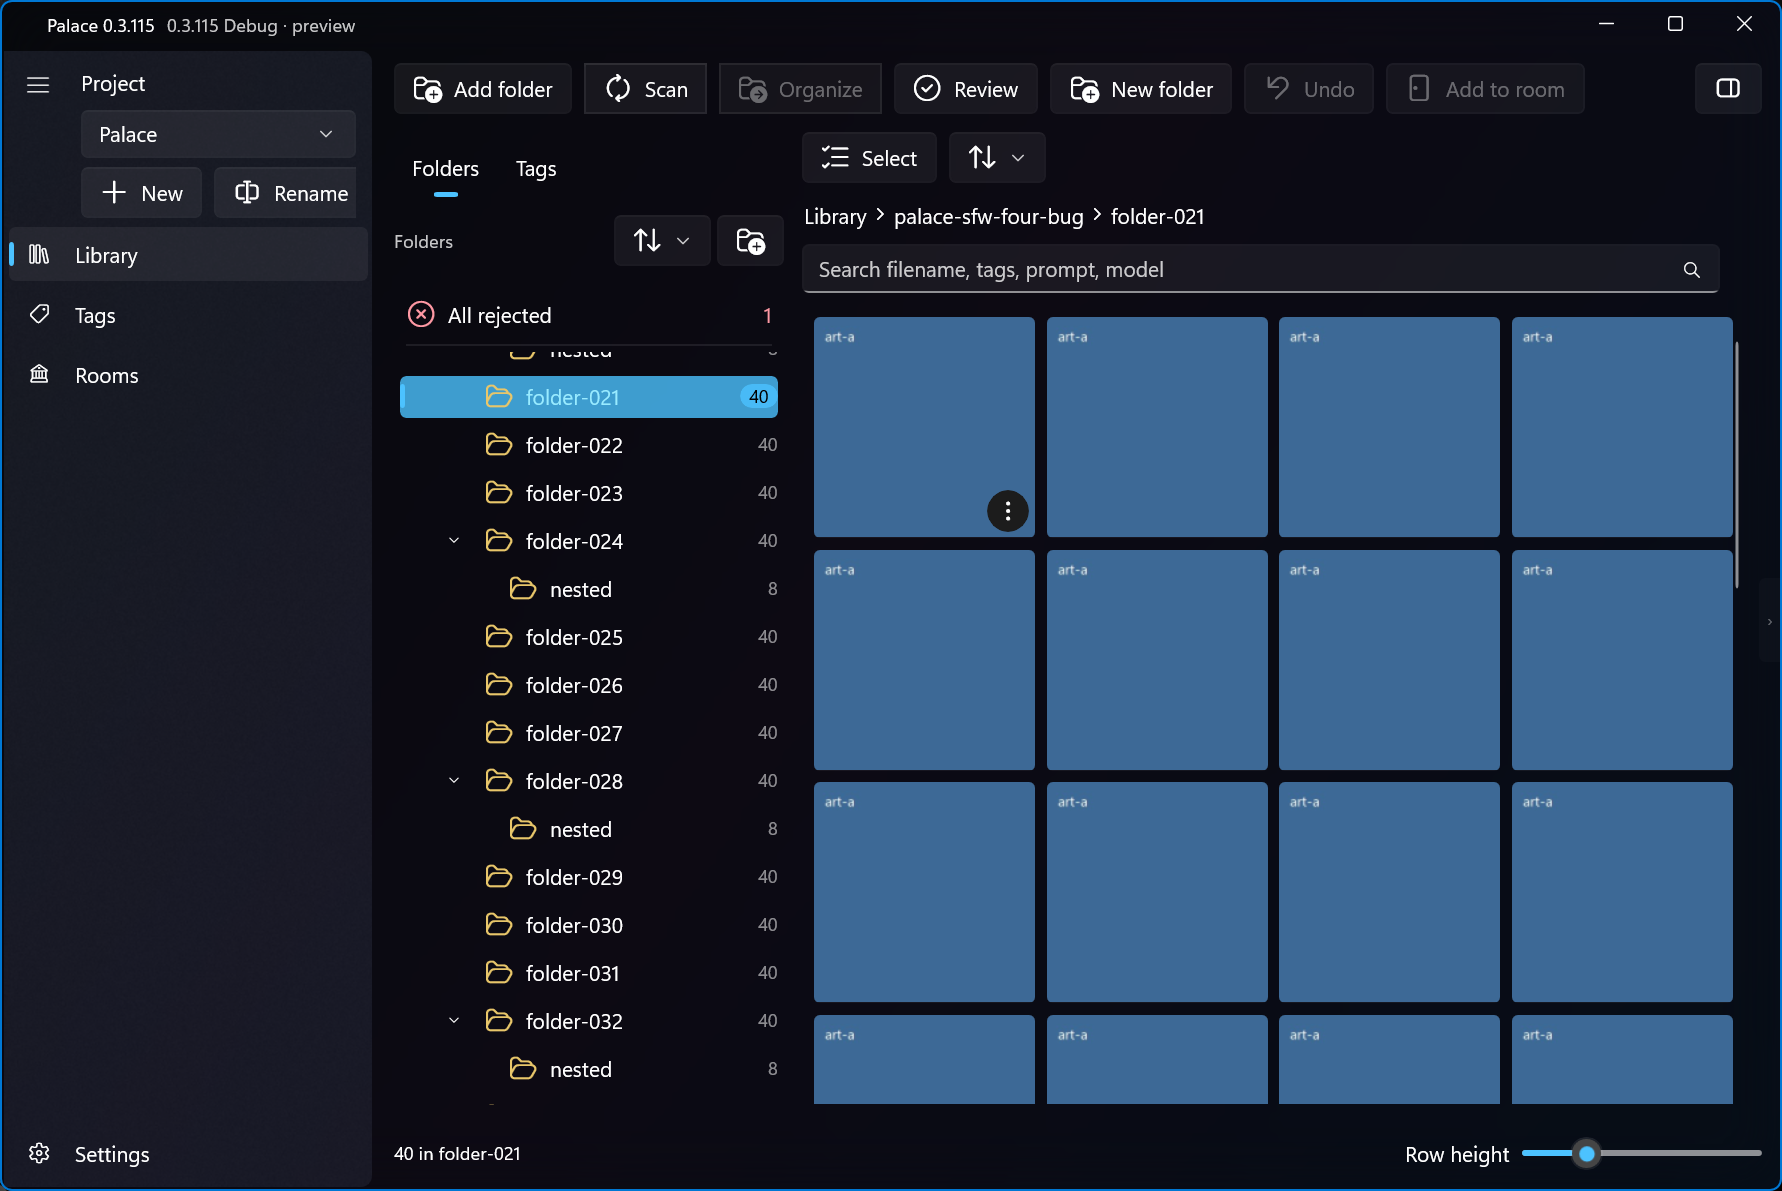 Palace 0.3.115 0.3.115 Debug · preview
Project
Palace
New
Rename
Library
Tags
Rooms
Settings
Add folder
Scan
Organize
Review
New folder
Undo
Add to room
Folders
Tags
Folders
All rejected 1
nested 8
folder-021 40
folder-022 40
folder-023 40
folder-024 40
nested 8
folder-025 40
folder-026 40
folder-027 40
folder-028 40
nested 8
folder-029 40
folder-030 40
folder-031 40
folder-032 40
nested 8
40 in folder-021
Select
Library > palace-sfw-four-bug > folder-021
Search filename, tags, prompt, model
art-a art-a art-a art-a
art-a art-a art-a art-a
art-a art-a art-a art-a
art-a art-a art-a art-a
Row height